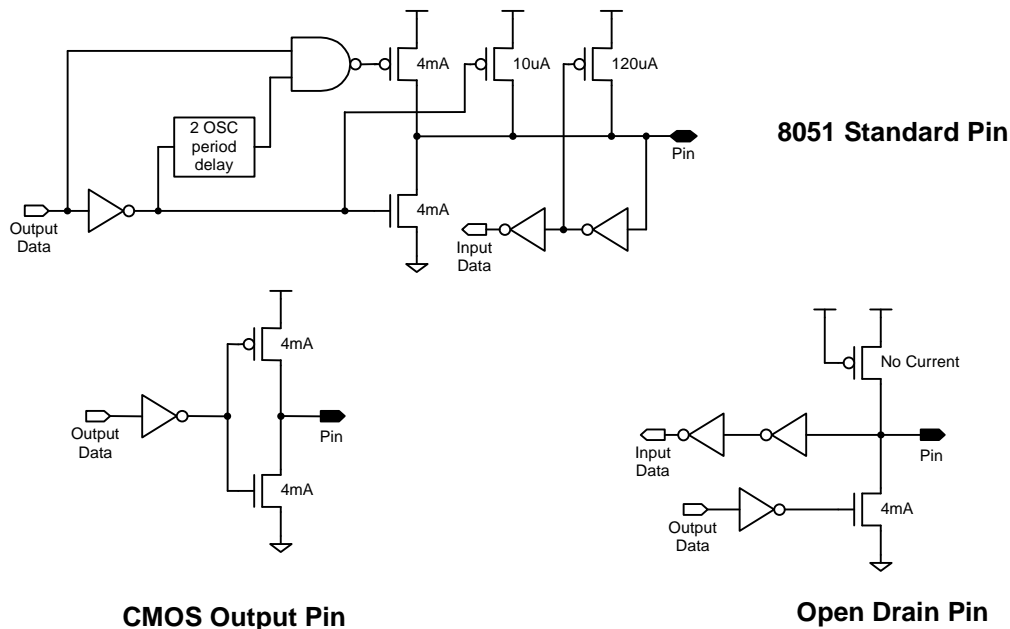 4mA
10uA
120uA
8051 Standard Pin
2 OSC
period
delay
Pin
4mA
Output
Data
Input
Data
4mA
Output
Data
Pin
4mA
No Current
Input
Data
Pin
Output
Data
4mA
CMOS Output Pin
Open Drain Pin